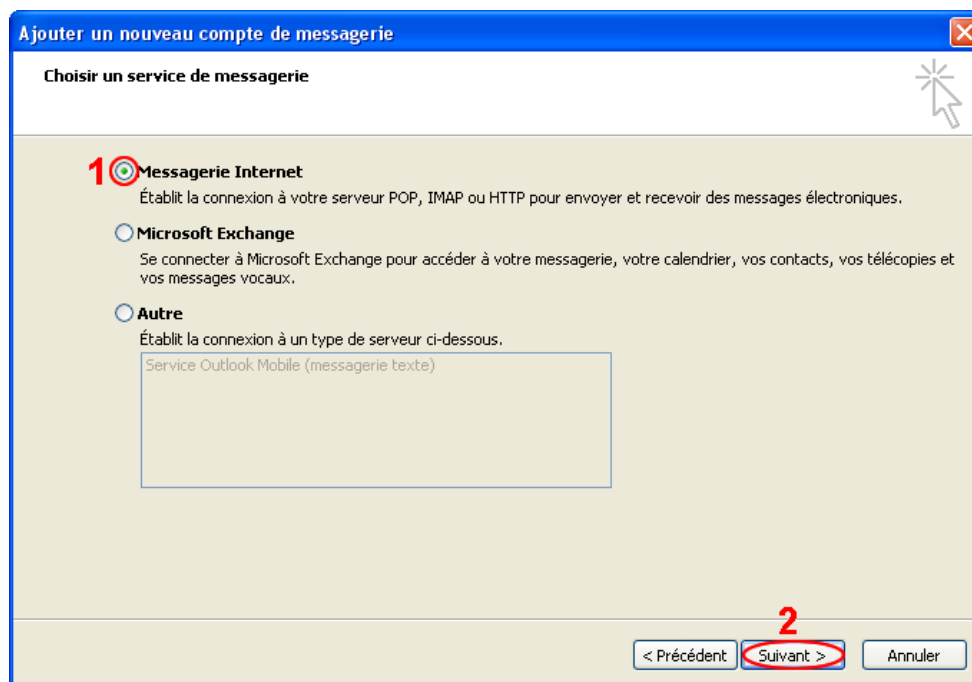 Ajouter un nouveau compte de messagerie
Choisir un service de messagerie
1 Messagerie Internet
Établit la connexion à votre serveur POP, IMAP ou HTTP pour envoyer et recevoir des messages électroniques.
Microsoft Exchange
Se connecter à Microsoft Exchange pour accéder à votre messagerie, votre calendrier, vos contacts, vos télécopies et
vos messages vocaux.
Autre
Établit la connexion à un type de serveur ci-dessous.
Service Outlook Mobile (messagerie texte)
2
< Précédent Suivant > Annuler